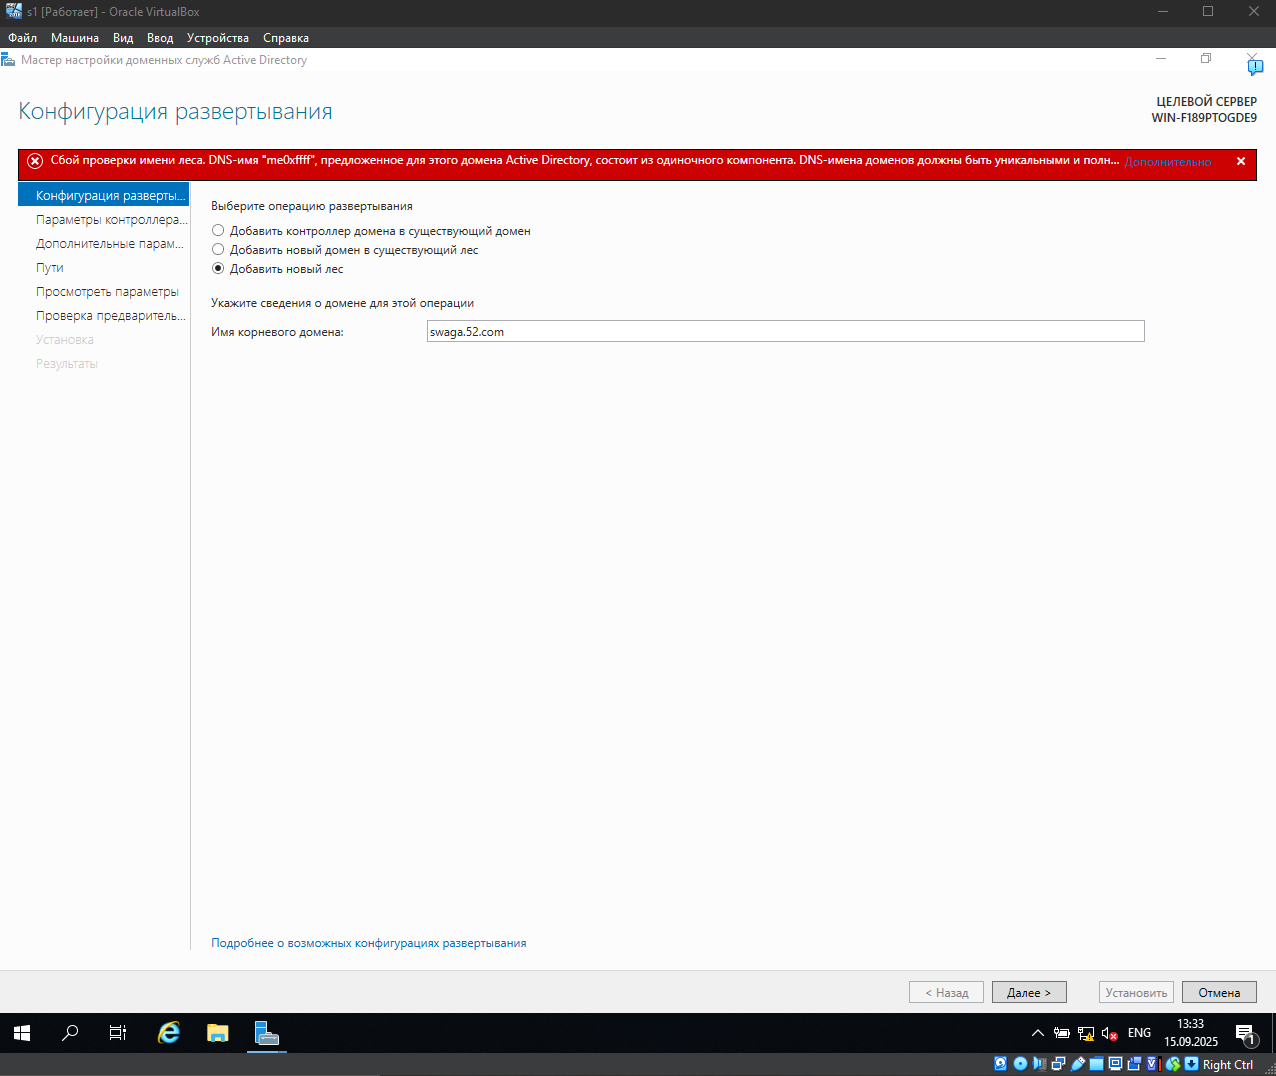 s1 [Работает] - Oracle VirtualBox
Файл Машина Вид Ввод Устройства Справка
Мастер настройки доменных служб Active Directory
Конфигурация развертывания
ЦЕЛЕВОЙ СЕРВЕР
WIN-F189PTOGDE9
Сбой проверки имени леса. DNS-имя "me0xffff", предложенное для этого домена Active Directory, состоит из одиночного компонента. DNS-имена доменов должны быть уникальными и полн... Дополнительно
Конфигурация разверты...
Параметры контроллера...
Дополнительные парам...
Пути
Просмотреть параметры
Проверка предваритель...
Установка
Результаты
Выберите операцию развертывания
Добавить контроллер домена в существующий домен
Добавить новый домен в существующий лес
Добавить новый лес
Укажите сведения о домене для этой операции
Имя корневого домена: swaga.52.com
Подробнее о возможных конфигурациях развертывания
< Назад Далее > Установить Отмена
ENG 13:33
15.09.2025
1
Right Ctrl